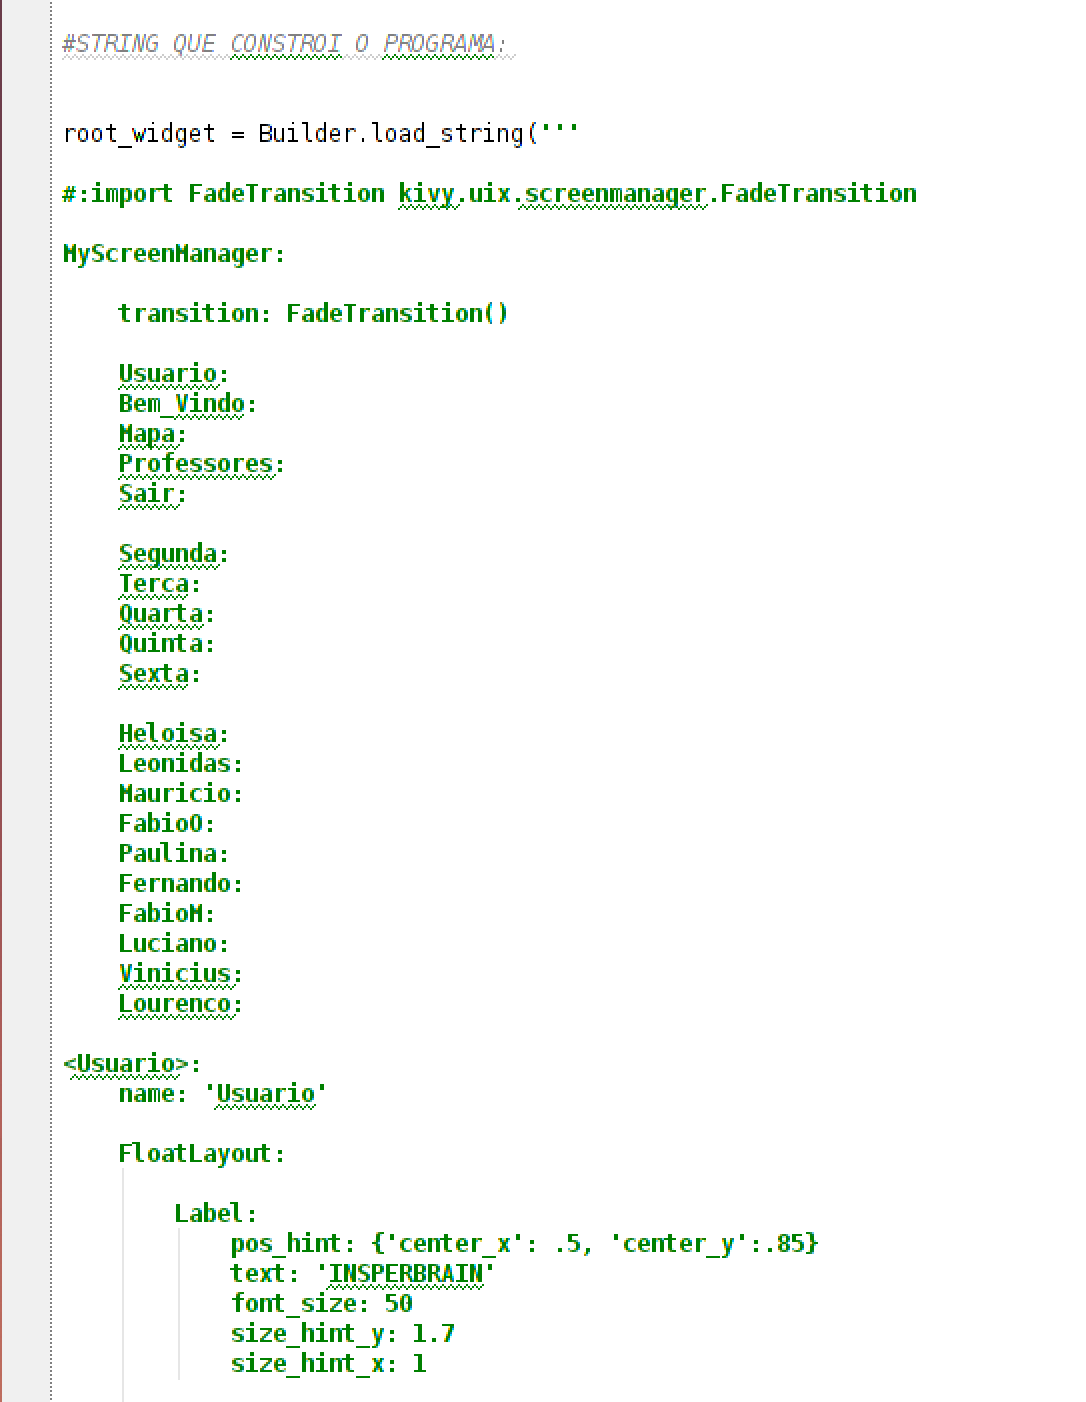 #STRING QUE CONSTROI O PROGRAMA:
root_widget = Builder.load_string('''
#:import FadeTransition kivy.uix.screenmanager.FadeTransition
MyScreenManager:
transition: FadeTransition()
Usuario:
Bem_Vindo:
Mapa:
Professores:
Sair:
Segunda:
Terca:
Quarta:
Quinta:
Sexta:
Heloisa:
Leonidas:
Mauricio:
FabioO:
Paulina:
Fernando:
FabioM:
Luciano:
Vinicius:
Lourenco:
<Usuario>:
name: 'Usuario'
FloatLayout:
Label:
pos_hint: {'center_x': .5, 'center_y':.85}
text: 'INSPERBRAIN'
font_size: 50
size_hint_y: 1.7
size_hint_x: 1